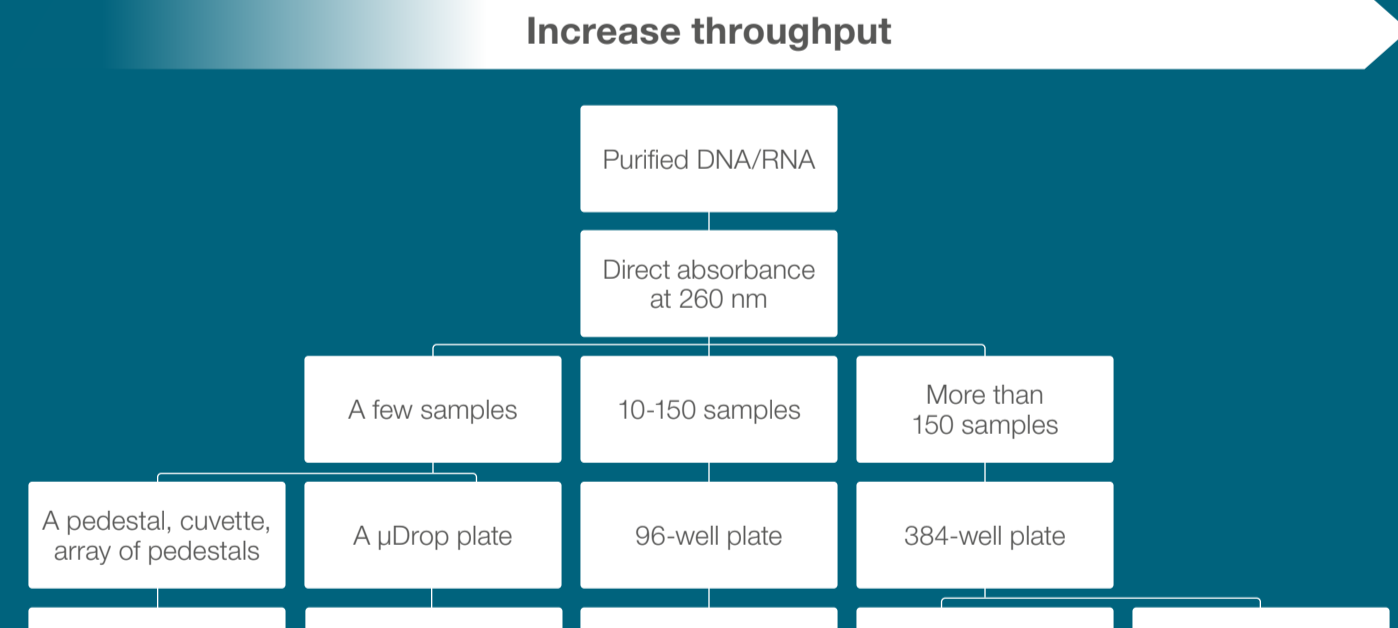 Increase throughput
Purified DNA/RNA
Direct absorbance
at 260 nm
A few samples
10-150 samples
More than
150 samples
A pedestal, cuvette,
array of pedestals
A µDrop plate
96-well plate
384-well plate